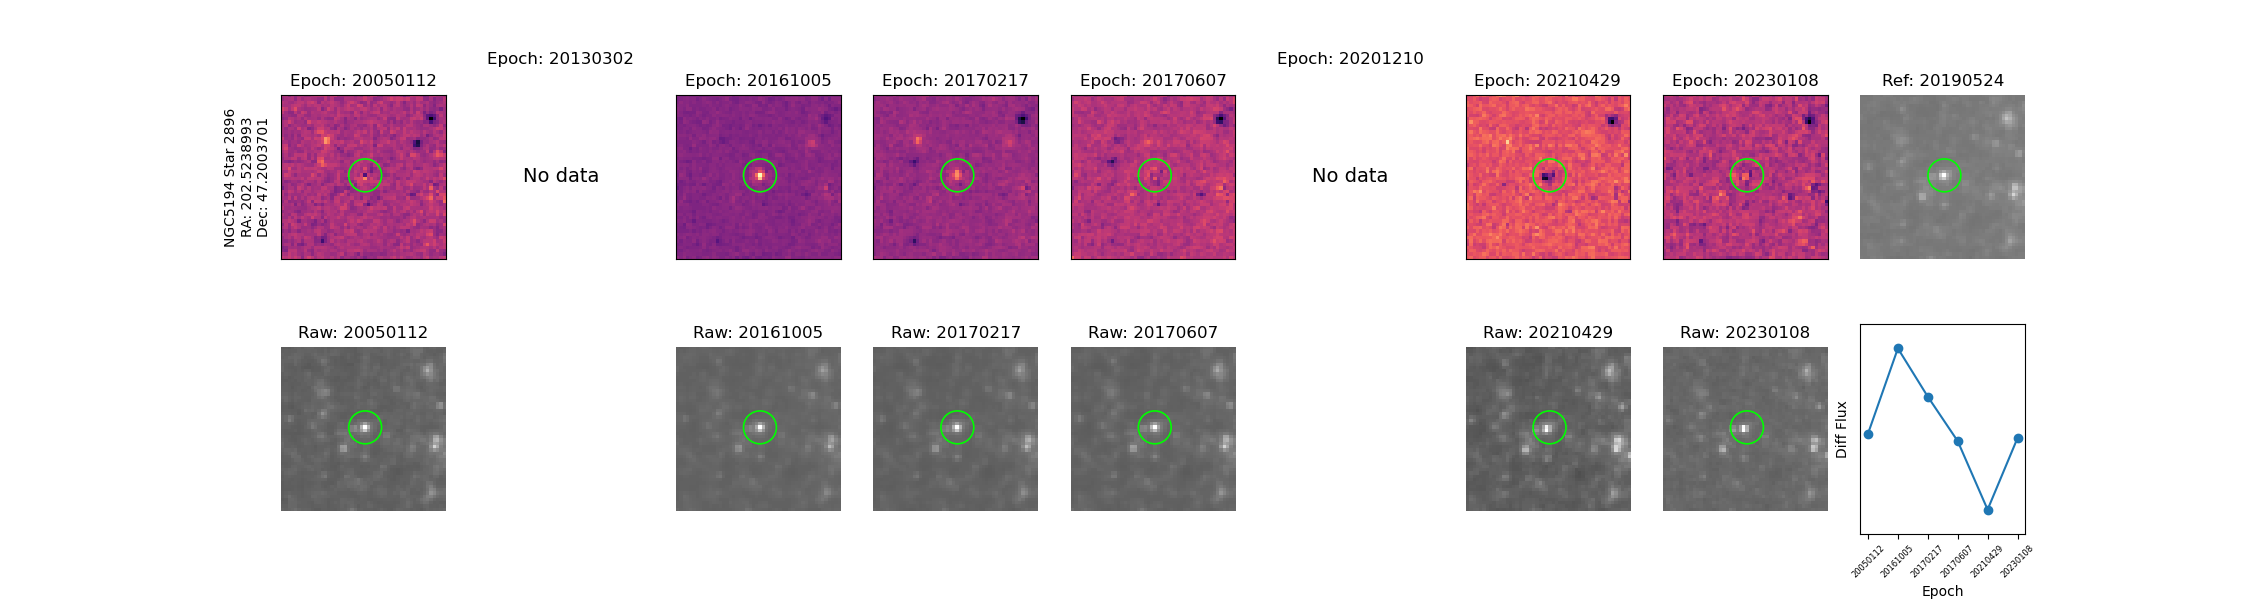 Epoch: 20130302
Epoch: 20201210
Epoch: 20050112
Epoch: 20161005
Epoch: 20170217
Epoch: 20170607
Epoch: 20210429
Epoch: 20230108
Ref: 20190524
NGC5194 Star 2896
RA: 202.5238993
Dec: 47.2003701
No data
No data
Raw: 20050112
Raw: 20161005
Raw: 20170217
Raw: 20170607
Raw: 20210429
Raw: 20230108
Diff Flux
20050112
20161005
20170217
20170607
20210429
20230108
Epoch